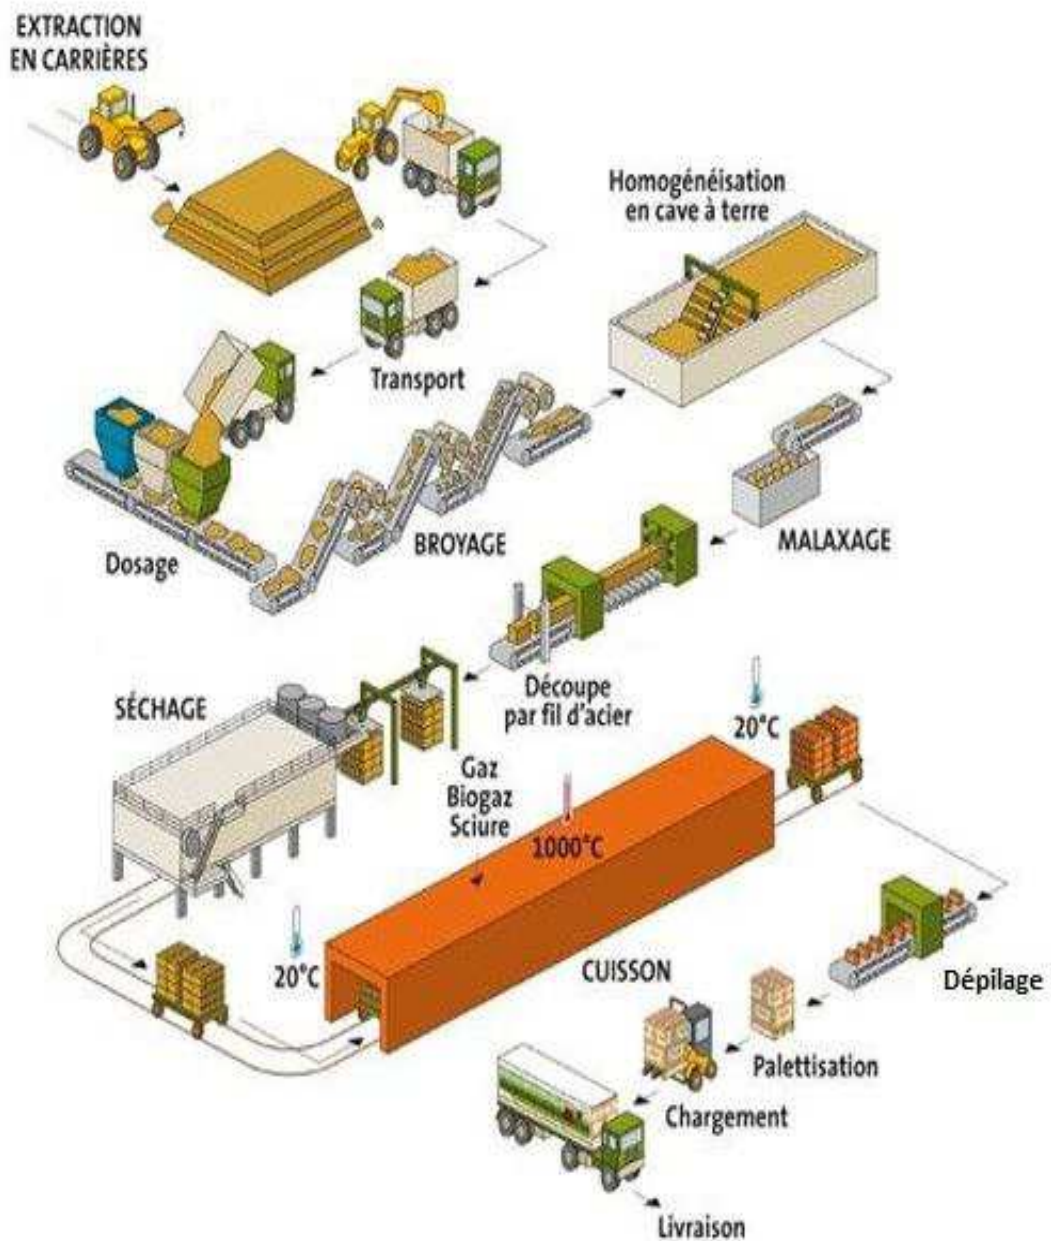 EXTRACTION
EN CARRIÈRES
Homogénéisation
en cave à terre
Transport
Dosage
BROYAGE
MALAXAGE
Découpe
par fil d'acier
SÉCHAGE
20°C
Gaz
Biogaz
Sciure
1000°C
20°C
CUISSON
Dépilage
Palettisation
Chargement
Livraison